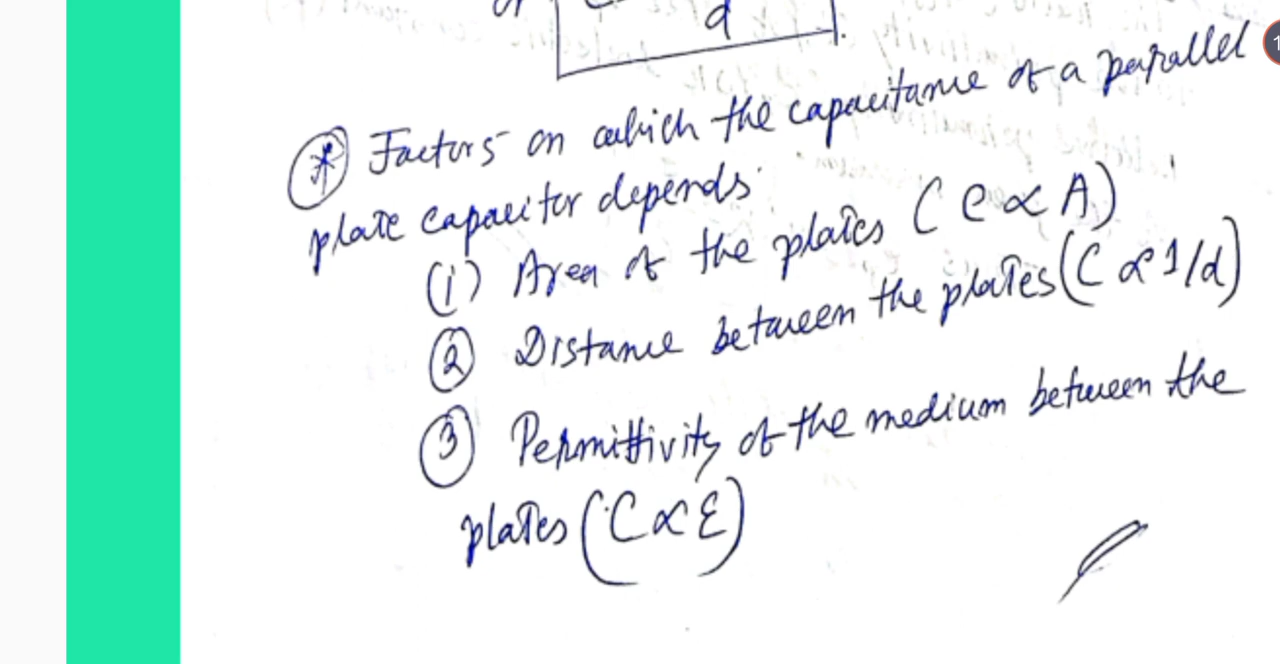 or
d
* Factors on which the capacitance of a parallel
plate capacitor depends
(i) Area of the plates (C ∝ A)
② Distance between the plates (C ∝ 1/d)
③ Permittivity of the medium between the
plates (C ∝ ε)
1